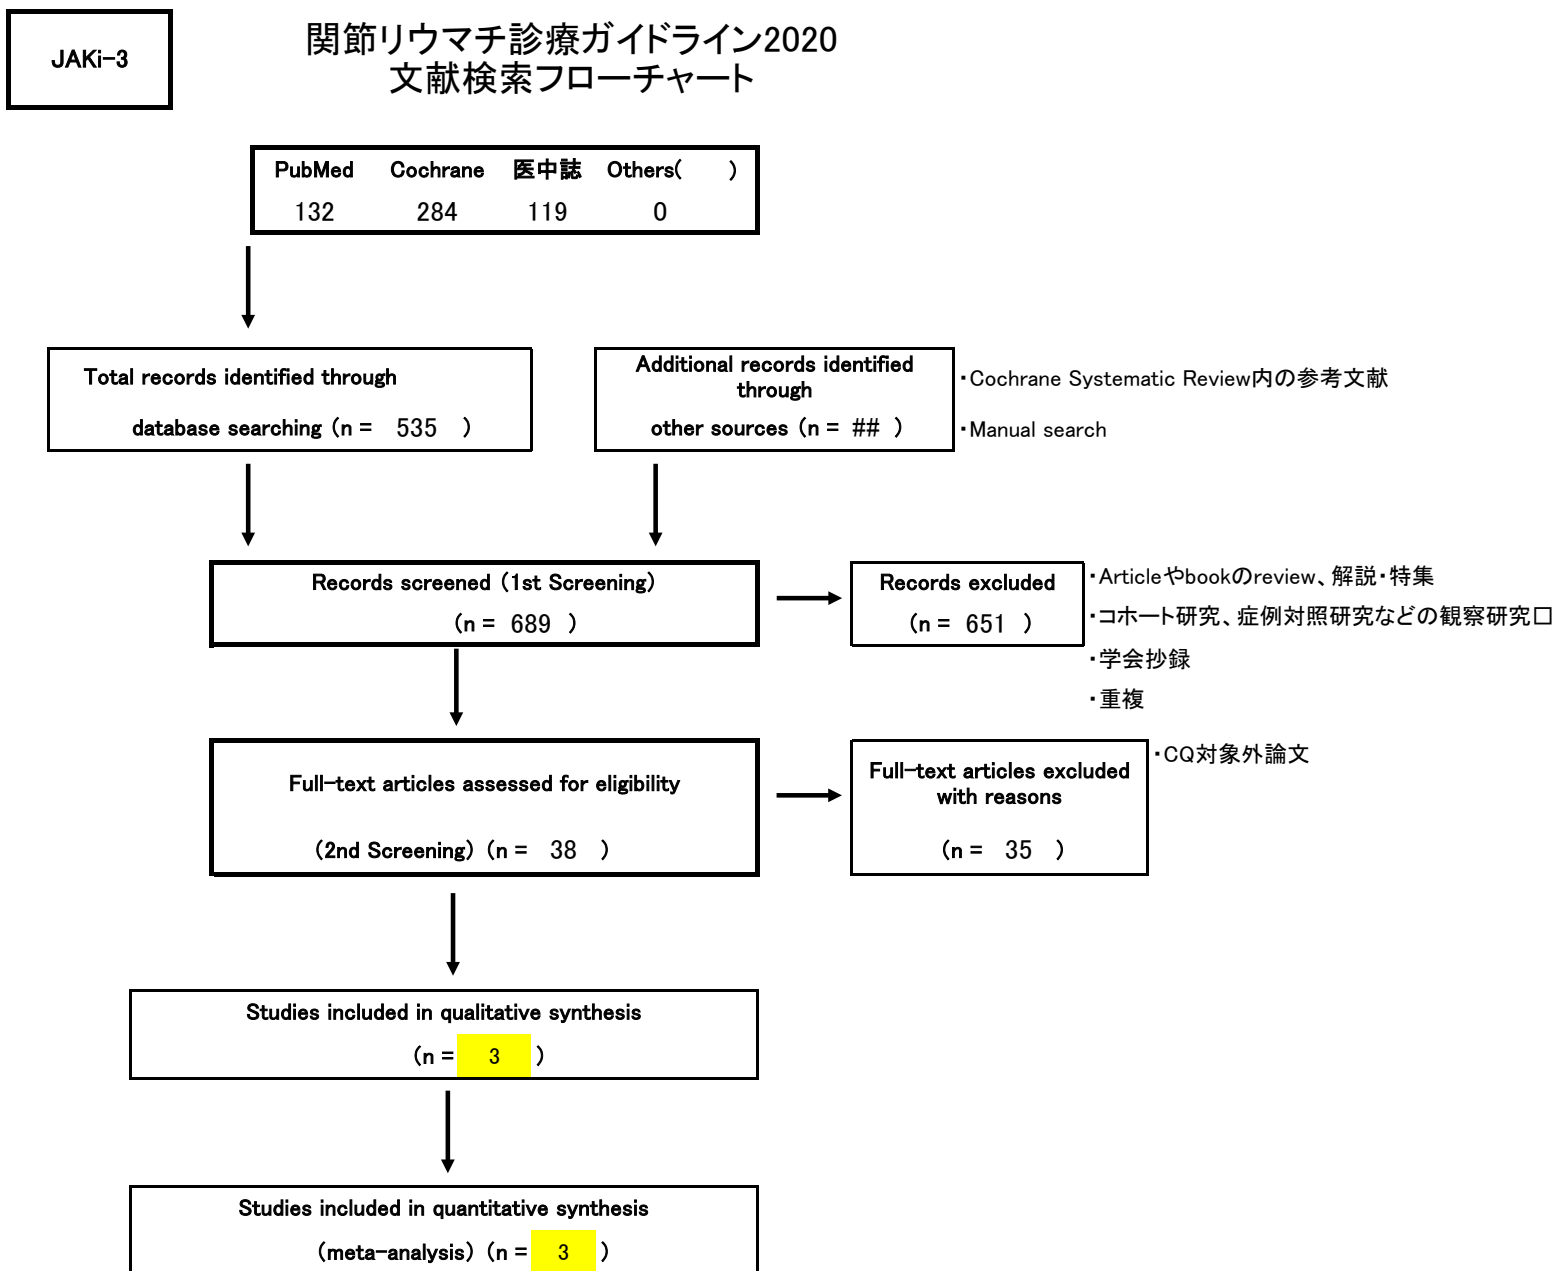 JAKi-3
関節リウマチ診療ガイドライン2020
文献検索フローチャート
PubMed Cochrane 医中誌 Others( )
132 284 119 0
Total records identified through
database searching (n = 535 )
Additional records identified
through
other sources (n = ## )
・Cochrane Systematic Review内の参考文献
・Manual search
Records screened (1st Screening)
(n = 689 )
Records excluded
(n = 651 )
・Articleやbookのreview、解説・特集
・コホート研究、症例対照研究などの観察研究□
・学会抄録
・重複
Full-text articles assessed for eligibility
(2nd Screening) (n = 38 )
Full-text articles excluded
with reasons
(n = 35 )
・CQ対象外論文
Studies included in qualitative synthesis
(n = 3 )
Studies included in quantitative synthesis
(meta-analysis) (n = 3 )